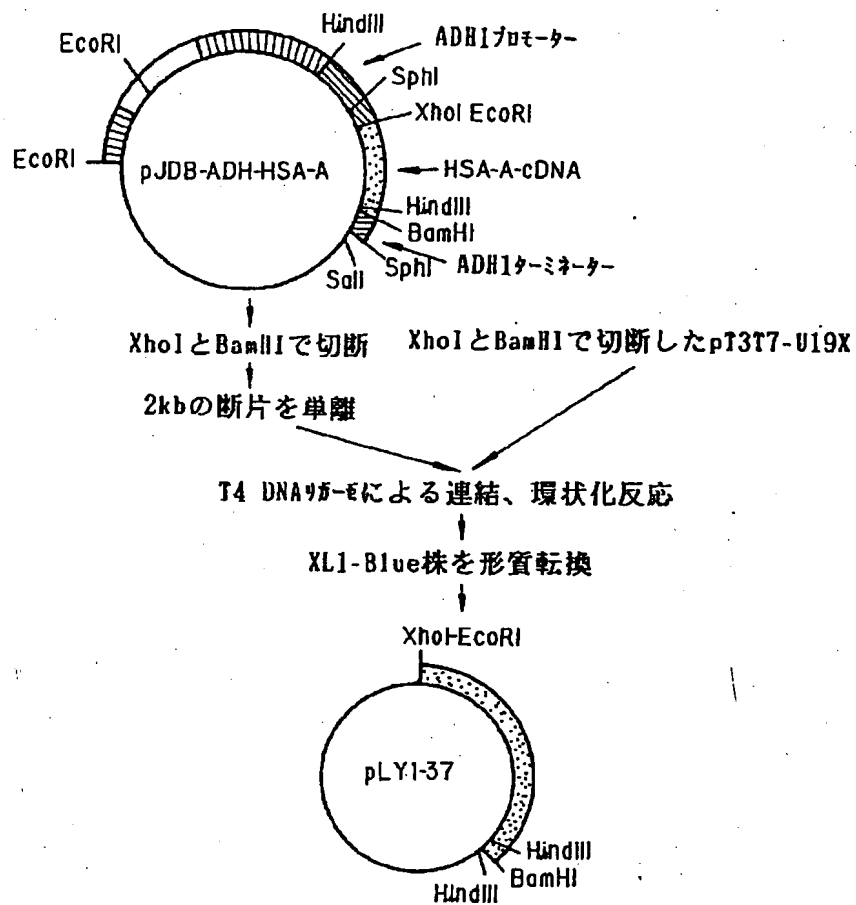 HindIII
ADH1プロモーター
EcoRI
SphI
XhoI EcoRI
EcoRI
pJDB-ADH-HSA-A
HSA-A-cDNA
HindIII
BamHI
ADH1ターミネーター
SphI
SalI
XhoIとBamHIで切断
XhoIとBamHIで切断したpT3T7-U19X
2kbの断片を単離
T4 DNAリガーゼによる連結、環状化反応
XL1-Blue株を形質転換
XhoI-EcoRI
pLY1-37
HindIII
BamHI
HindIII